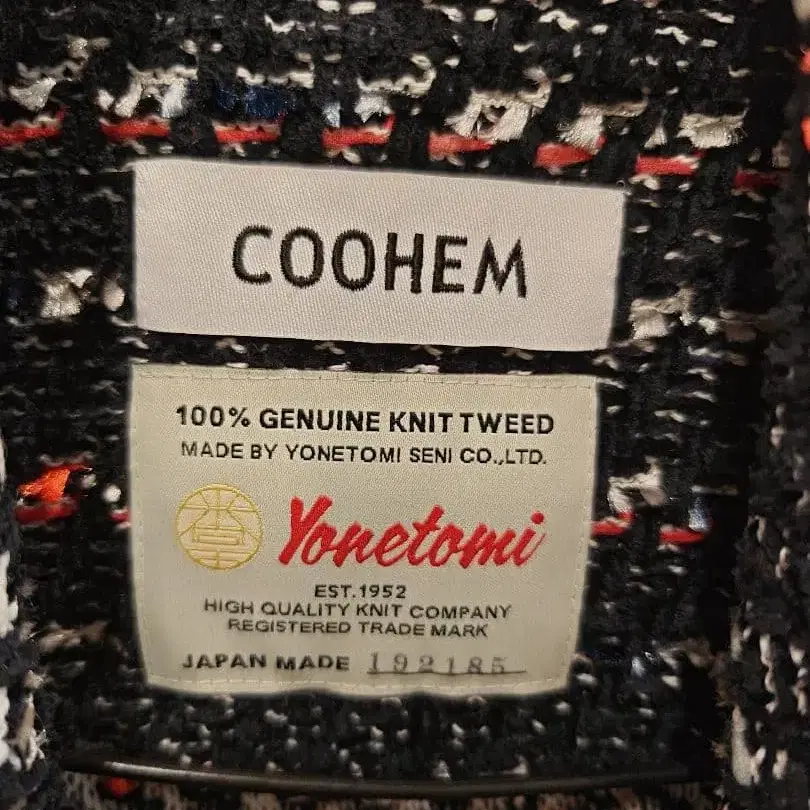 COOHEM
100% GENUINE KNIT TWEED
MADE BY YONETOMI SENI CO.,LTD.
Yonetomi
EST.1952
HIGH QUALITY KNIT COMPANY
REGISTERED TRADE MARK
JAPAN MADE 192185